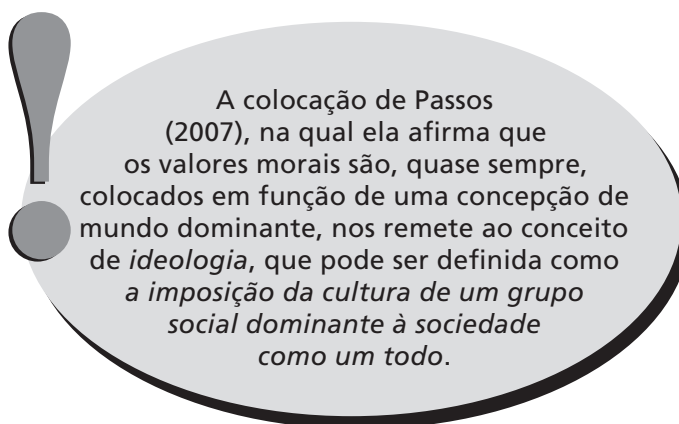 A colocação de Passos
(2007), na qual ela afirma que
os valores morais são, quase sempre,
colocados em função de uma concepção de
mundo dominante, nos remete ao conceito
de ideologia, que pode ser definida como
a imposição da cultura de um grupo
social dominante à sociedade
como um todo.